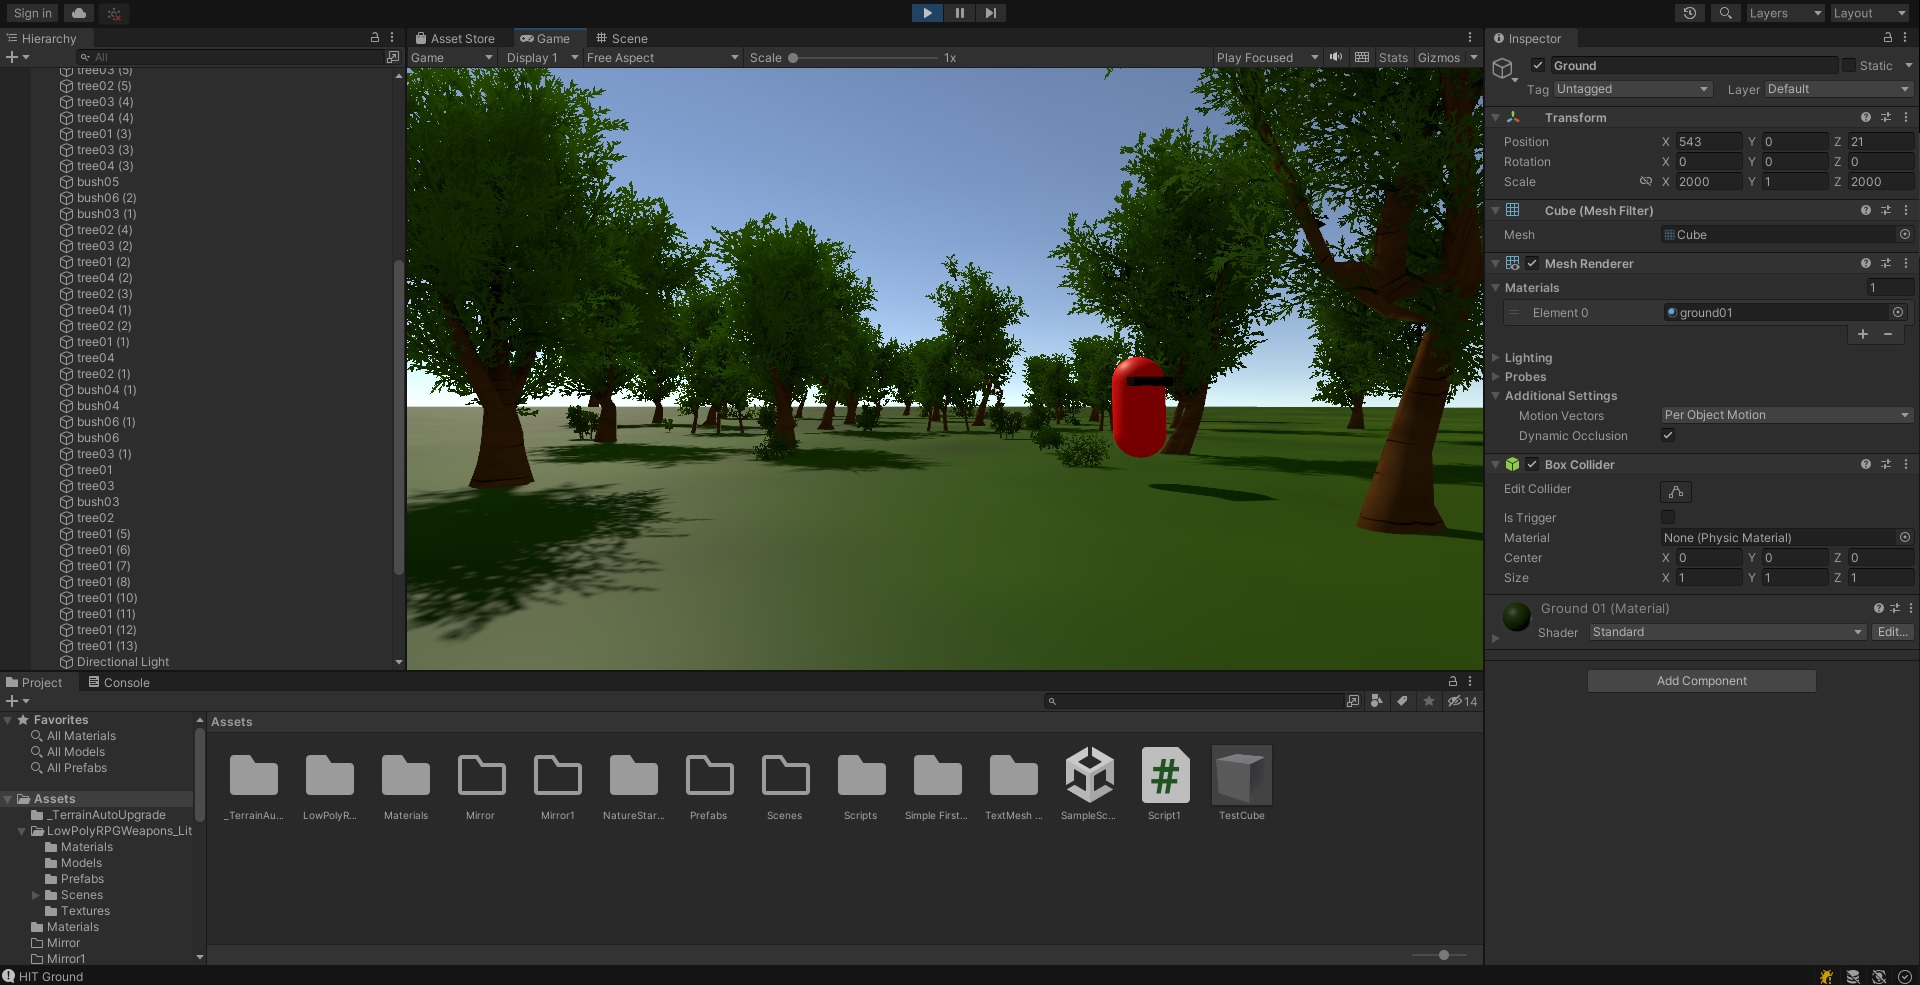 Sign in
Layers
Layout
Hierarchy
All
tree03 (5)
tree02 (5)
tree03 (4)
tree04 (4)
tree01 (3)
tree03 (3)
tree04 (3)
bush05
bush06 (2)
bush03 (1)
tree02 (4)
tree03 (2)
tree01 (2)
tree04 (2)
tree02 (3)
tree04 (1)
tree02 (2)
tree01 (1)
tree04
tree02 (1)
bush04 (1)
bush04
bush06 (1)
bush06
tree03 (1)
tree01
tree03
bush03
tree02
tree01 (5)
tree01 (6)
tree01 (7)
tree01 (8)
tree01 (10)
tree01 (11)
tree01 (12)
tree01 (13)
Directional Light
Asset Store
Game
Scene
Game
Display 1
Free Aspect
Scale
1x
Play Focused
Stats
Gizmos
Inspector
Ground
Static
Tag
Untagged
Layer
Default
Transform
Position X 543 Y 0 Z 21
Rotation X 0 Y 0 Z 0
Scale X 2000 Y 1 Z 2000
Cube (Mesh Filter)
Mesh
Cube
Mesh Renderer
Materials
1
Element 0
ground01
Lighting
Probes
Additional Settings
Motion Vectors
Per Object Motion
Dynamic Occlusion
Box Collider
Edit Collider
Is Trigger
Material
None (Physic Material)
Center X 0 Y 0 Z 0
Size X 1 Y 1 Z 1
Ground 01 (Material)
Shader
Standard
Edit...
Add Component
Project
Console
14
Favorites
All Materials
All Models
All Prefabs
Assets
_TerrainAutoUpgrade
LowPolyRPGWeapons_Lit
Materials
Models
Prefabs
Scenes
Textures
Materials
Mirror
Mirror1
Assets
_TerrainAu...
LowPolyR...
Materials
Mirror
Mirror1
NatureStar...
Prefabs
Scenes
Scripts
Simple First...
TextMesh ...
SampleSc...
Script1
TestCube
HIT Ground